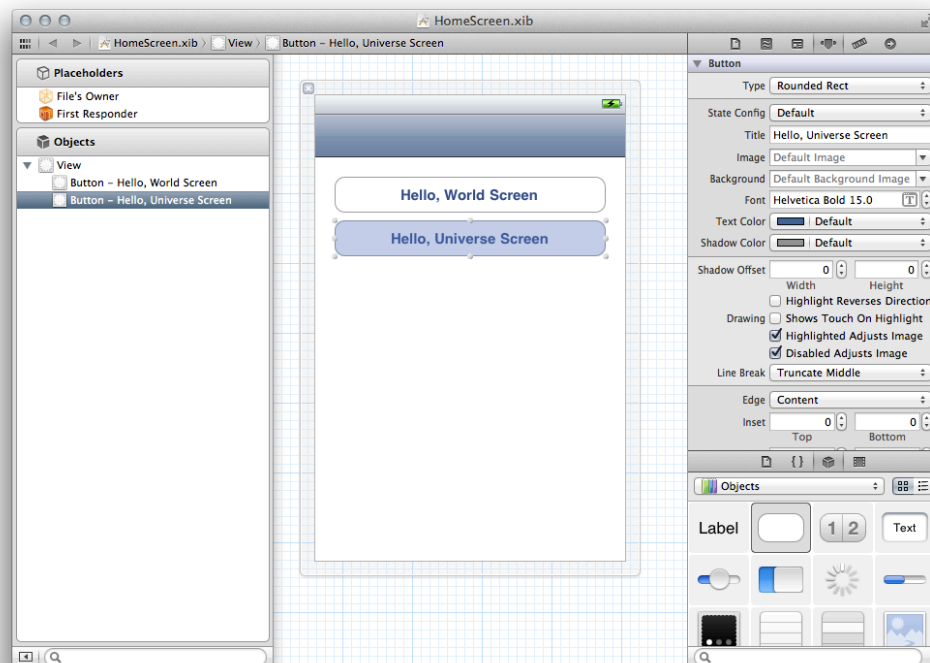 HomeScreen.xib
HomeScreen.xib View Button – Hello, Universe Screen
Placeholders
File's Owner
First Responder
Objects
View
Button – Hello, World Screen
Button – Hello, Universe Screen
Hello, World Screen
Hello, Universe Screen
Button
Type Rounded Rect
State Config Default
Title Hello, Universe Screen
Image Default Image
Background Default Background Image
Font Helvetica Bold 15.0 T
Text Color Default
Shadow Color Default
Shadow Offset 0 0
Width Height
Highlight Reverses Direction
Drawing Shows Touch On Highlight
Highlighted Adjusts Image
Disabled Adjusts Image
Line Break Truncate Middle
Edge Content
Inset 0 0
Top Bottom
{ }
Objects
Label 1 2 Text